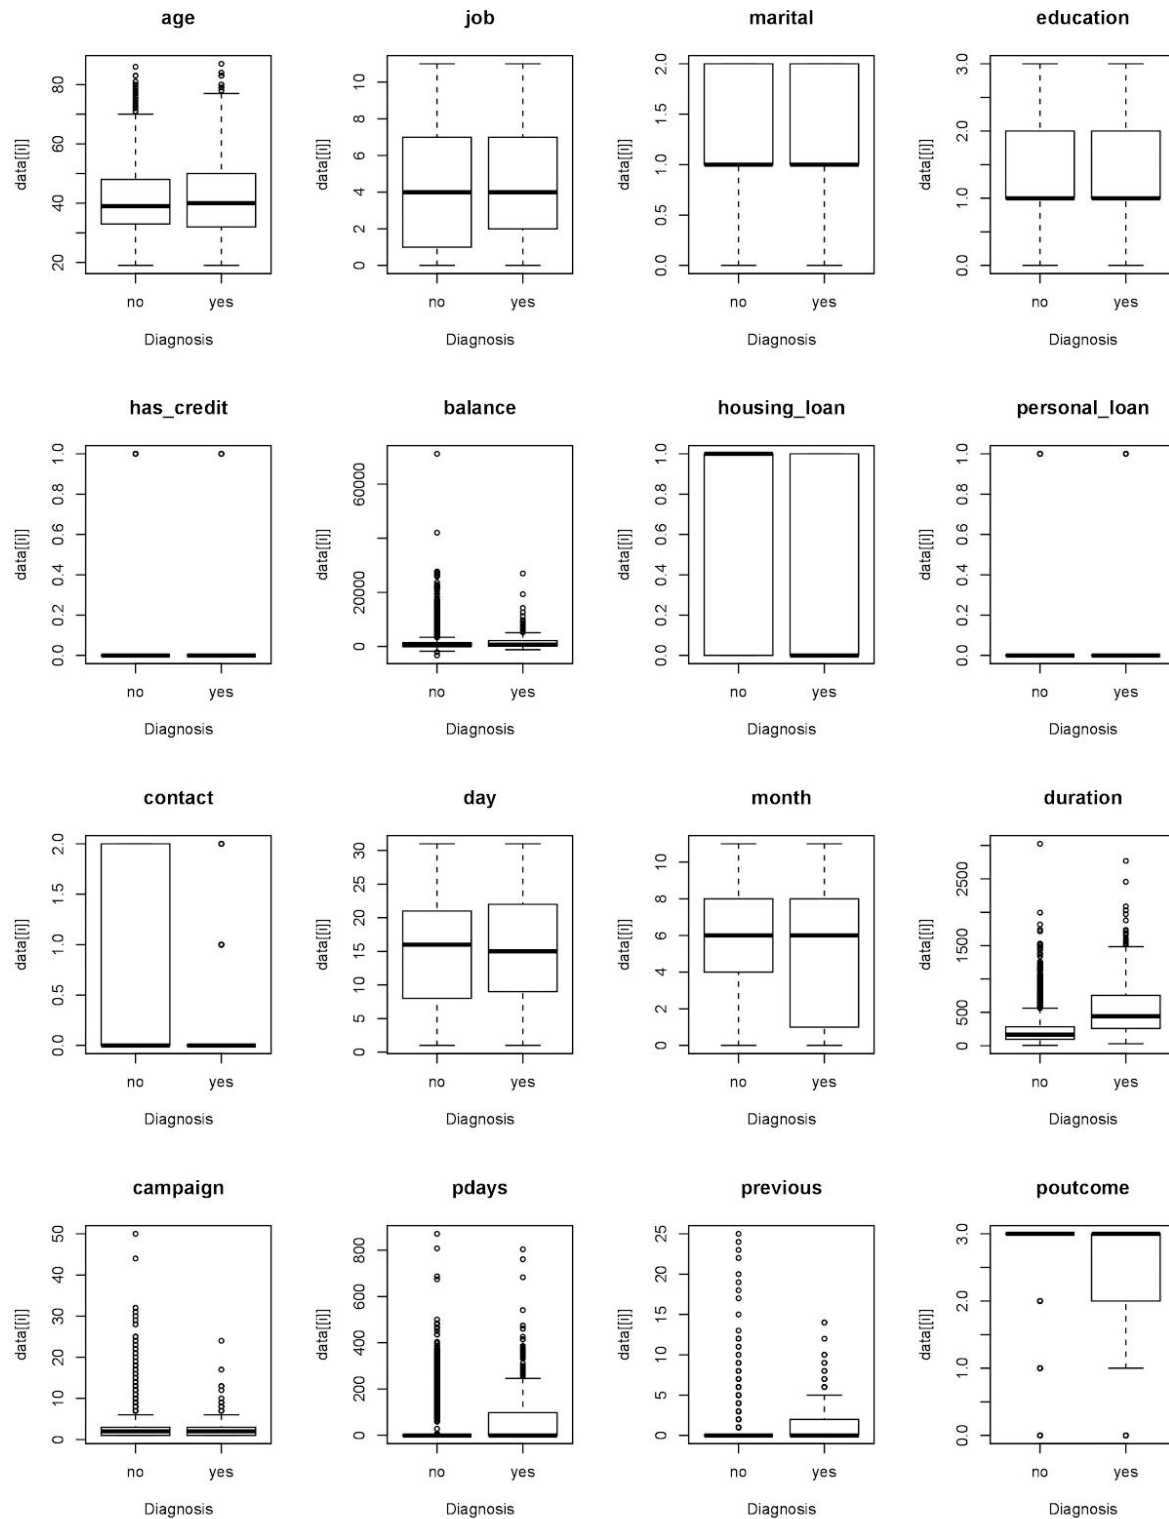 age job marital education
data[[i]] 20 40 60 80 no yes Diagnosis
data[[i]] 0 2 4 6 8 10 no yes Diagnosis
data[[i]] 0.0 0.5 1.0 1.5 2.0 no yes Diagnosis
data[[i]] 0.0 1.0 2.0 3.0 no yes Diagnosis
has_credit balance housing_loan personal_loan
data[[i]] 0.0 0.2 0.4 0.6 0.8 1.0 no yes Diagnosis
data[[i]] 0 20000 60000 no yes Diagnosis
data[[i]] 0.0 0.2 0.4 0.6 0.8 1.0 no yes Diagnosis
data[[i]] 0.0 0.2 0.4 0.6 0.8 1.0 no yes Diagnosis
contact day month duration
data[[i]] 0.0 0.5 1.0 1.5 2.0 no yes Diagnosis
data[[i]] 0 5 10 15 20 25 30 no yes Diagnosis
data[[i]] 0 2 4 6 8 10 no yes Diagnosis
data[[i]] 0 500 1500 2500 no yes Diagnosis
campaign pdays previous poutcome
data[[i]] 0 10 20 30 40 50 no yes Diagnosis
data[[i]] 0 200 400 600 800 no yes Diagnosis
data[[i]] 0 5 10 15 20 25 no yes Diagnosis
data[[i]] 0.0 1.0 2.0 3.0 no yes Diagnosis